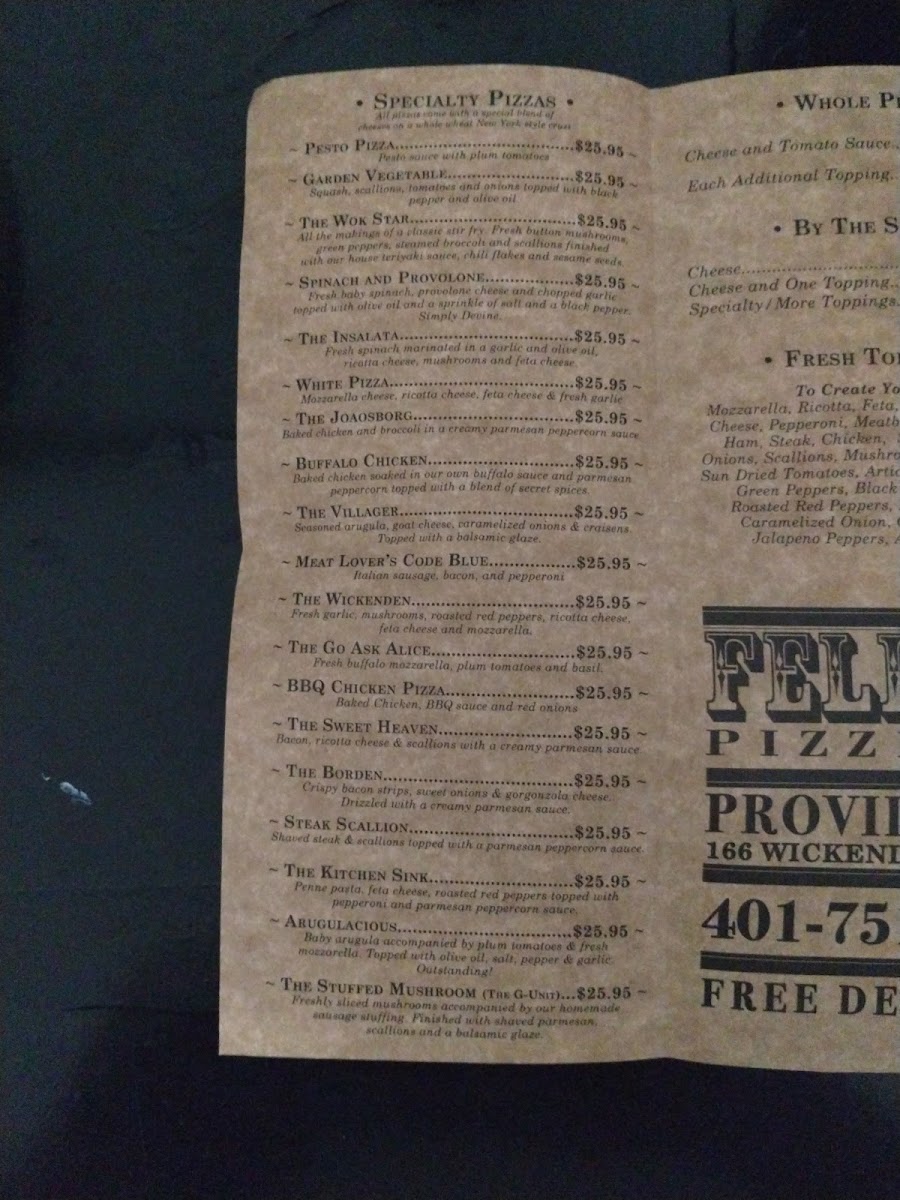 • Specialty Pizzas •
All pizzas come with a special blend of
cheeses on a whole wheat New York style crust
~ Pesto Pizza..............................$25.95 ~
Pesto sauce with plum tomatoes
~ Garden Vegetable......................$25.95 ~
Squash, scallions, tomatoes and onions topped with black
pepper and olive oil
~ The Wok Star............................$25.95 ~
All the makings of a classic stir fry. Fresh button mushrooms,
green peppers, steamed broccoli and scallions finished
with our house teriyaki sauce, chili flakes and sesame seeds.
~ Spinach and Provolone...............$25.95 ~
Fresh baby spinach, provolone cheese and chopped garlic
topped with olive oil and a sprinkle of salt and a black pepper.
Simply Devine.
~ The Insalata.............................$25.95 ~
Fresh spinach marinated in a garlic and olive oil,
ricotta cheese, mushrooms and feta cheese.
~ White Pizza...............................$25.95 ~
Mozzarella cheese, ricotta cheese, feta cheese & fresh garlic
~ The Joaosborg...........................$25.95 ~
Baked chicken and broccoli in a creamy parmesan peppercorn sauce
~ Buffalo Chicken.........................$25.95 ~
Baked chicken soaked in our own buffalo sauce and parmesan
peppercorn topped with a blend of secret spices.
~ The Villager.............................$25.95 ~
Seasoned arugula, goat cheese, caramelized onions & craisens.
Topped with a balsamic glaze.
~ Meat Lover's Code Blue...............$25.95 ~
Italian sausage, bacon, and pepperoni
~ The Wickenden...........................$25.95 ~
Fresh garlic, mushrooms, roasted red peppers, ricotta cheese,
feta cheese and mozzarella.
~ The Go Ask Alice.........................$25.95 ~
Fresh buffalo mozzarella, plum tomatoes and basil.
~ BBQ Chicken Pizza.....................$25.95 ~
Baked Chicken, BBQ sauce and red onions
~ The Sweet Heaven.......................$25.95 ~
Bacon, ricotta cheese & scallions with a creamy parmesan sauce.
~ The Borden...............................$25.95 ~
Crispy bacon strips, sweet onions & gorgonzola cheese.
Drizzled with a creamy parmesan sauce.
~ Steak Scallion...........................$25.95 ~
Shaved steak & scallions topped with a parmesan peppercorn sauce.
~ The Kitchen Sink.......................$25.95 ~
Penne pasta, feta cheese, roasted red peppers topped with
pepperoni and parmesan peppercorn sauce.
~ Arugulacious.............................$25.95 ~
Baby arugula accompanied by plum tomatoes & fresh
mozzarella. Topped with olive oil, salt, pepper & garlic.
Outstanding!
~ The Stuffed Mushroom (The G-Unit)...$25.95 ~
Freshly sliced mushrooms accompanied by our homemade
sausage stuffing. Finished with shaved parmesan,
scallions and a balsamic glaze.
• Whole
Cheese and Tomato Sauce..
Each Additional Topping..
• By The
Cheese.........................
Cheese and One Topping..
Specialty/More Toppings.
• Fresh
To Create
Mozzarella, Ricotta, Feta,
Cheese, Pepperoni,
Ham, Steak, Chicken,
Onions, Scallions,
Sun Dried Tomatoes,
Green Peppers, Black
Roasted Red Peppers,
Caramelized Onion,
Jalapeno Peppers,
166
401-75
FREE